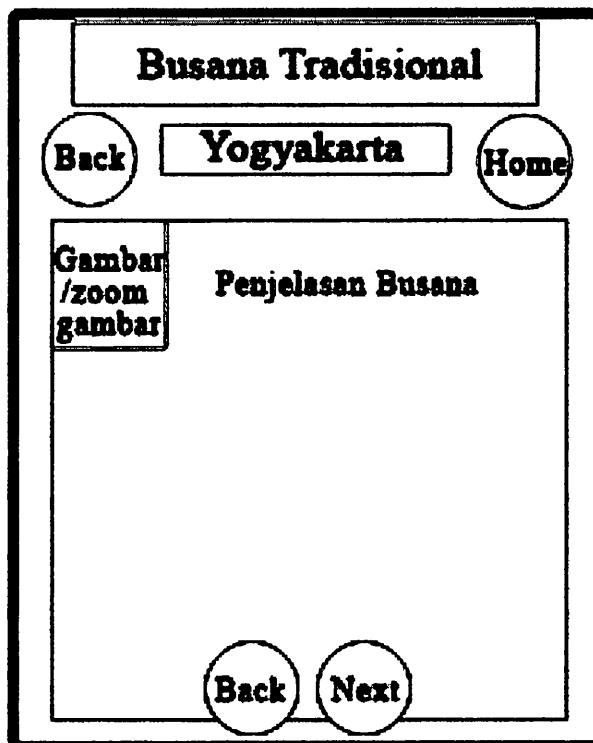 Busana Tradisional
Back
Yogyakarta
Home
Gambar
/zoom
gambar
Penjelasan Busana
Back
Next